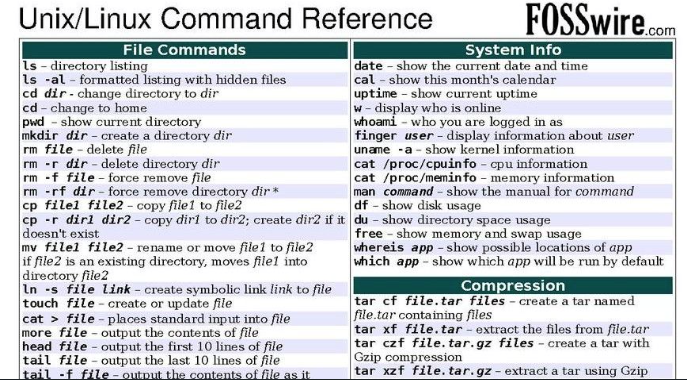 Unix/Linux Command Reference
FOSSwire.com
File Commands
ls – directory listing
ls -al – formatted listing with hidden files
cd dir - change directory to dir
cd – change to home
pwd – show current directory
mkdir dir – create a directory dir
rm file – delete file
rm -r dir – delete directory dir
rm -f file – force remove file
rm -rf dir – force remove directory dir *
cp file1 file2 – copy file1 to file2
cp -r dir1 dir2 – copy dir1 to dir2; create dir2 if it
doesn't exist
mv file1 file2 – rename or move file1 to file2
if file2 is an existing directory, moves file1 into
directory file2
ln -s file link – create symbolic link link to file
touch file – create or update file
cat > file – places standard input into file
more file – output the contents of file
head file – output the first 10 lines of file
tail file – output the last 10 lines of file
tail -f file – output the contents of file as it
System Info
date – show the current date and time
cal – show this month's calendar
uptime – show current uptime
w – display who is online
whoami – who you are logged in as
finger user – display information about user
uname -a – show kernel information
cat /proc/cpuinfo – cpu information
cat /proc/meminfo – memory information
man command – show the manual for command
df – show disk usage
du – show directory space usage
free – show memory and swap usage
whereis app – show possible locations of app
which app – show which app will be run by default
Compression
tar cf file.tar files – create a tar named
file.tar containing files
tar xf file.tar – extract the files from file.tar
tar czf file.tar.gz files – create a tar with
Gzip compression
tar xzf file.tar.gz – extract a tar using Gzip